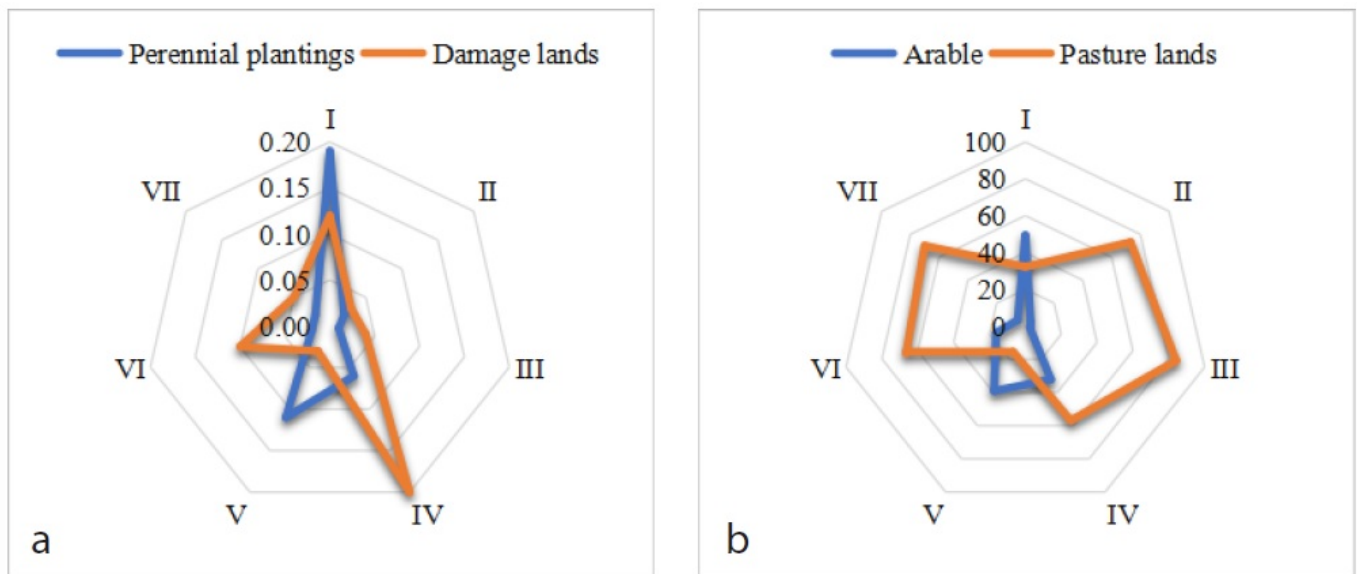 Perennial plantings Damage lands
I
0.20
0.15
0.10
0.05
0.00
II
III
IV
V
VI
VII
a
Arable Pasture lands
I
100
80
60
40
20
0
II
III
IV
V
VI
VII
b